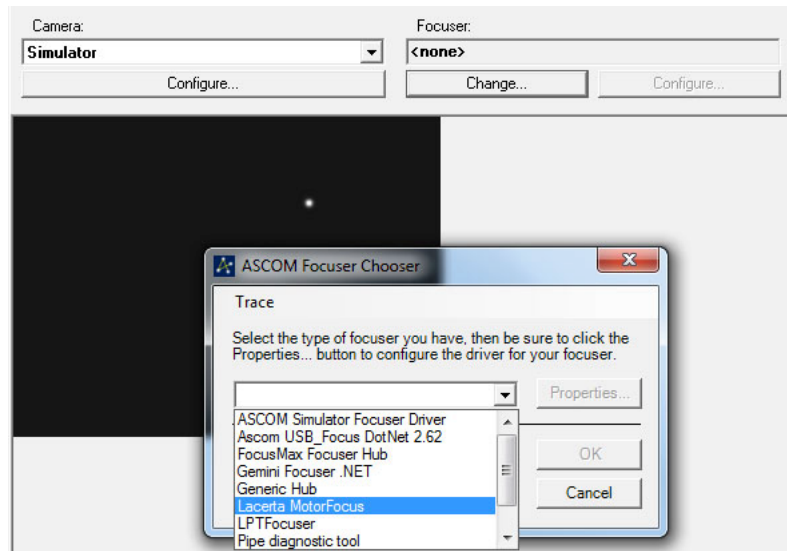 Camera:
Focuser:
Simulator
<none>
Configure...
Change...
Configure...
ASCOM Focuser Chooser
Trace
Select the type of focuser you have, then be sure to click the
Properties... button to configure the driver for your focuser.
Properties...
ASCOM Simulator Focuser Driver
Ascom USB_Focus DotNet 2.62
FocusMax Focuser Hub
Gemini Focuser .NET
Generic Hub
Lacerta MotorFocus
LPTFocuser
Pipe diagnostic tool
OK
Cancel